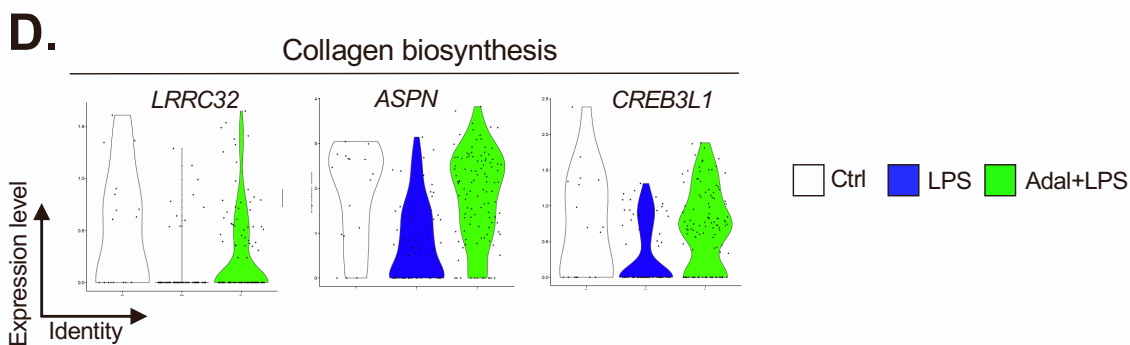 D.
Collagen biosynthesis
LRRC32
ASPN
CREB3L1
Ctrl
LPS
Adal+LPS
Expression level
Identity